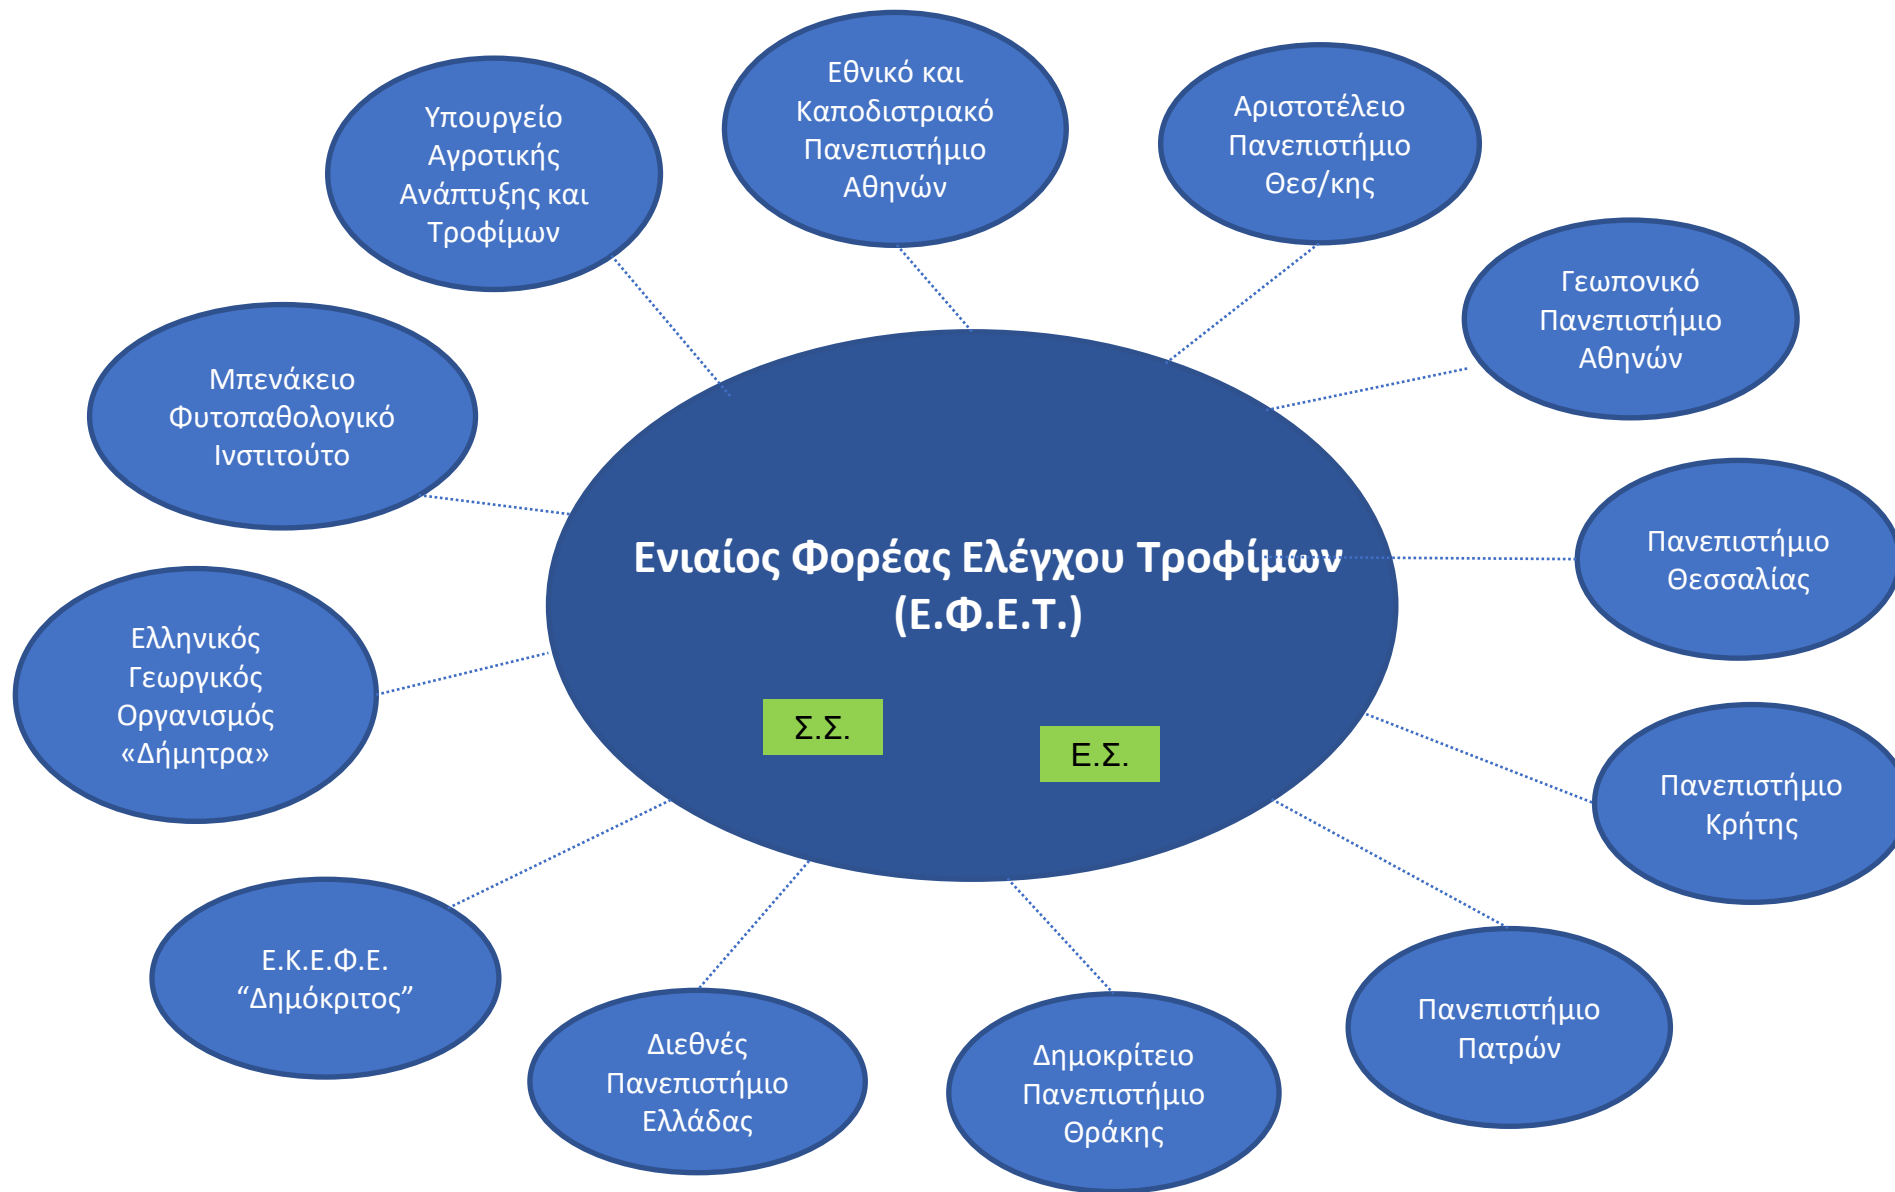 Εθνικό και
Καποδιστριακό
Πανεπιστήμιο
Αθηνών
Αριστοτέλειο
Πανεπιστήμιο
Θεσ/κης
Υπουργείο
Αγροτικής
Ανάπτυξης και
Τροφίμων
Γεωπονικό
Πανεπιστήμιο
Αθηνών
Μπενάκειο
Φυτοπαθολογικό
Ινστιτούτο
Ενιαίος Φορέας Ελέγχου Τροφίμων
(Ε.Φ.Ε.Τ.)
Πανεπιστήμιο
Θεσσαλίας
Ελληνικός
Γεωργικός
Οργανισμός
«Δήμητρα»
Σ.Σ.
Ε.Σ.
Πανεπιστήμιο
Κρήτης
Ε.Κ.Ε.Φ.Ε.
“Δημόκριτος”
Πανεπιστήμιο
Πατρών
Διεθνές
Πανεπιστήμιο
Ελλάδας
Δημοκρίτειο
Πανεπιστήμιο
Θράκης